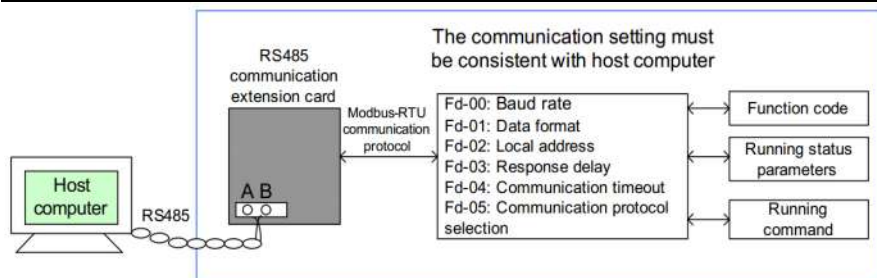 The communication setting must
be consistent with host computer
RS485
communication
extension card
Modbus-RTU
communication
protocol
Fd-00: Baud rate
Fd-01: Data format
Fd-02: Local address
Fd-03: Response delay
Fd-04: Communication timeout
Fd-05: Communication protocol
selection
Function code
Running status
parameters
Running
command
A B
Host
computer
RS485